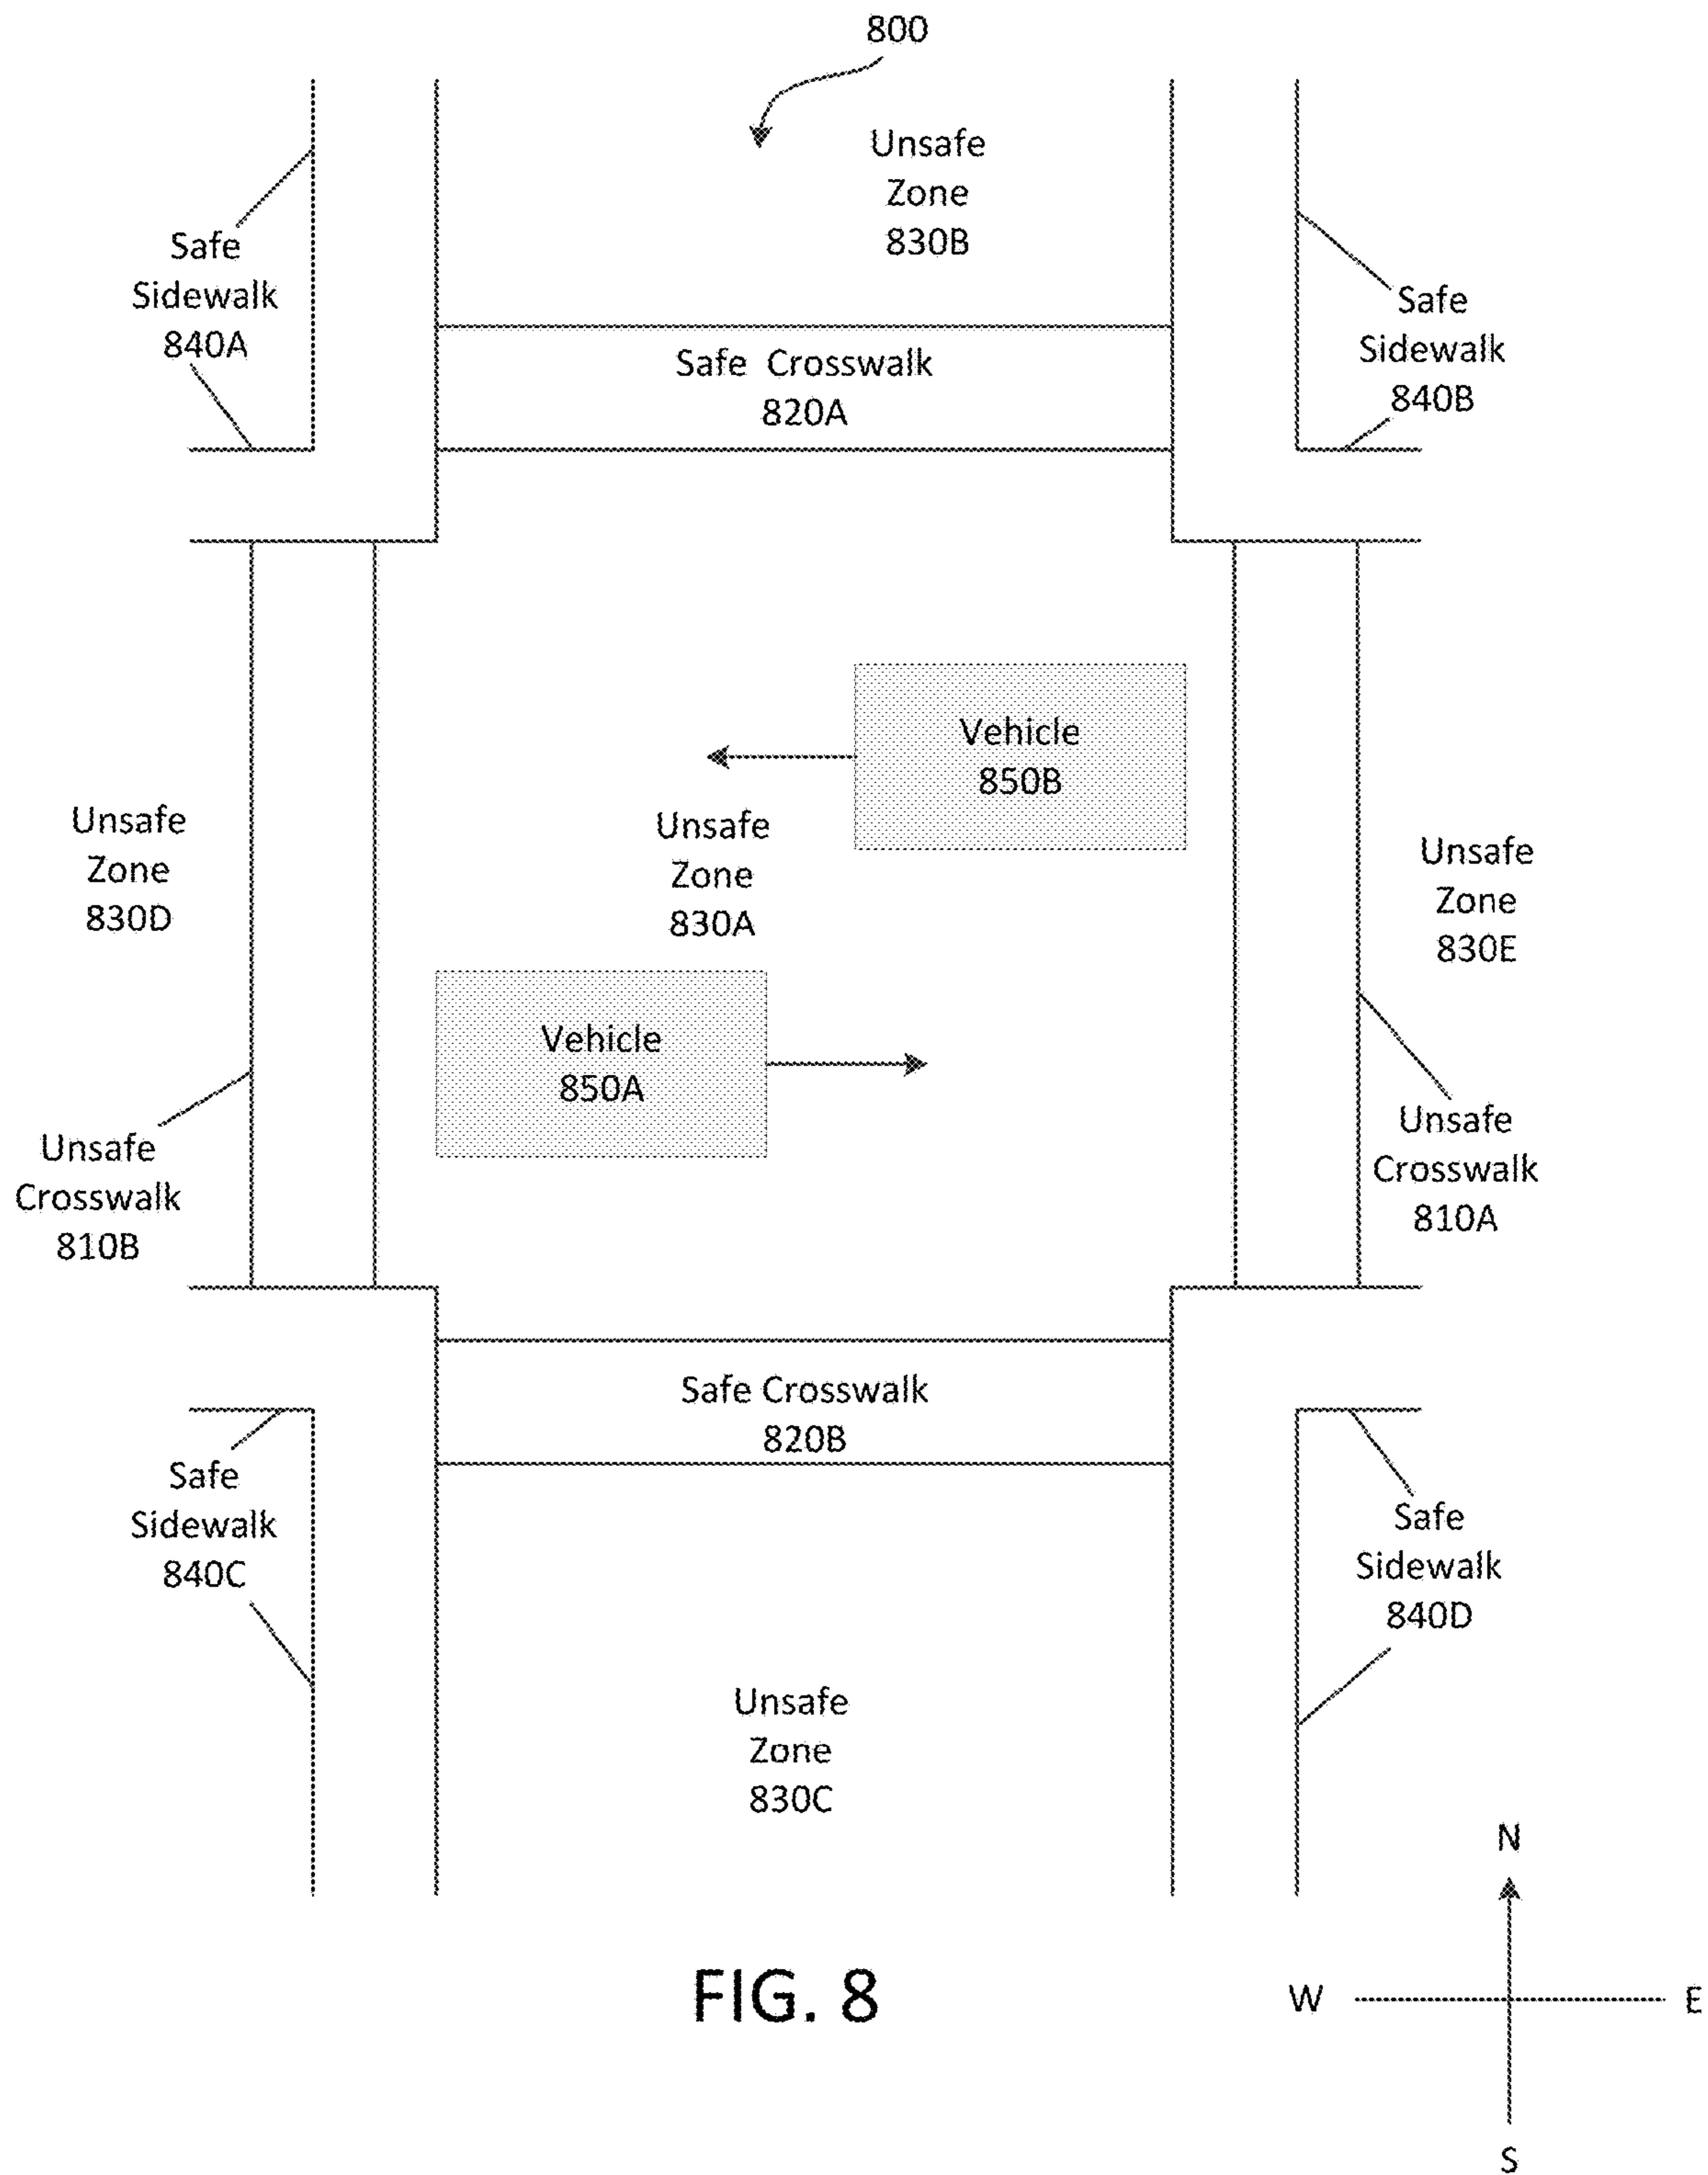 800
Unsafe
Zone
830B
Safe
Sidewalk
840A
Safe
Sidewalk
840B
Safe Crosswalk
820A
Vehicle
850B
Unsafe
Zone
830D
Unsafe
Zone
830A
Unsafe
Zone
830E
Vehicle
850A
Unsafe
Crosswalk
810B
Unsafe
Crosswalk
810A
Safe Crosswalk
820B
Safe
Sidewalk
840C
Safe
Sidewalk
840D
Unsafe
Zone
830C
N
W
E
S
FIG. 8